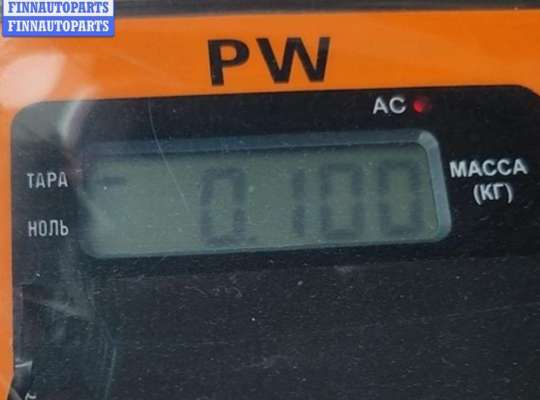 FINNAUTOPARTS
FINNAUTOPARTS
PW
AC
ТАРА
0.100
МАССА
(КГ)
НОЛЬ